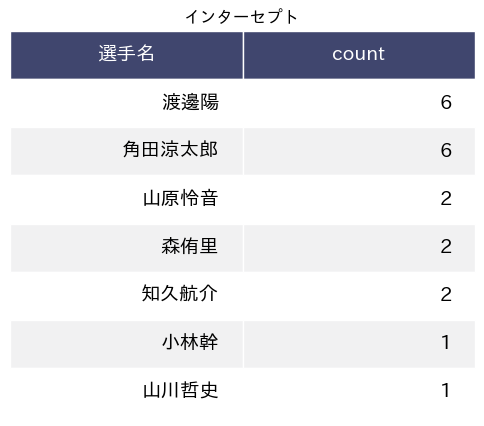 インターセプト
選手名 count
渡邊陽 6
角田涼太郎 6
山原怜音 2
森侑里 2
知久航介 2
小林幹 1
山川哲史 1